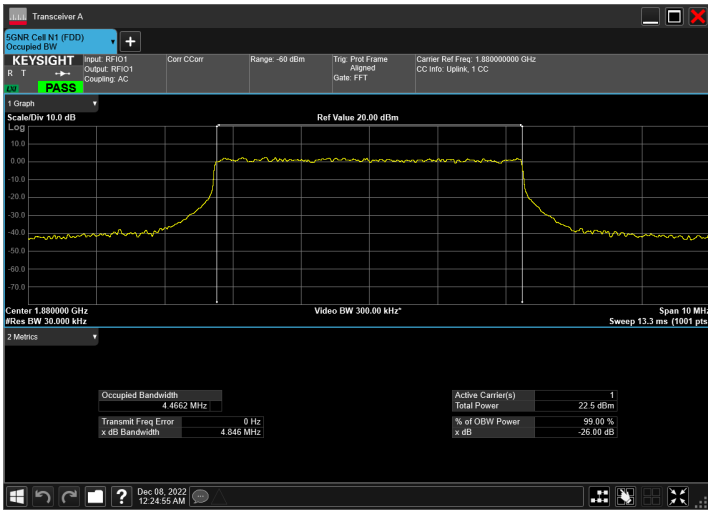 Transceiver A
5GNR Cell N1 (FDD)
Occupied BW
KEYSIGHT
R T
LXI
PASS
Input: RFIO1
Output: RFIO1
Coupling: AC
Corr CCorr
Range: -60 dBm
Trig: Prot Frame
Aligned
Gate: FFT
Carrier Ref Freq: 1.880000000 GHz
CC Info: Uplink, 1 CC
1 Graph
Scale/Div 10.0 dB
Ref Value 20.00 dBm
Log
10.0
0.00
-10.0
-20.0
-30.0
-40.0
-50.0
-60.0
-70.0
Center 1.880000 GHz
Video BW 300.00 kHz*
Span 10 MHz
#Res BW 30.000 kHz
Sweep 13.3 ms (1001 pts
2 Metrics
Occupied Bandwidth
4.4662 MHz
Active Carrier(s) 1
Total Power 22.5 dBm
Transmit Freq Error 0 Hz
x dB Bandwidth 4.846 MHz
% of OBW Power 99.00 %
x dB -26.00 dB
?
Dec 08, 2022
12:24:55 AM